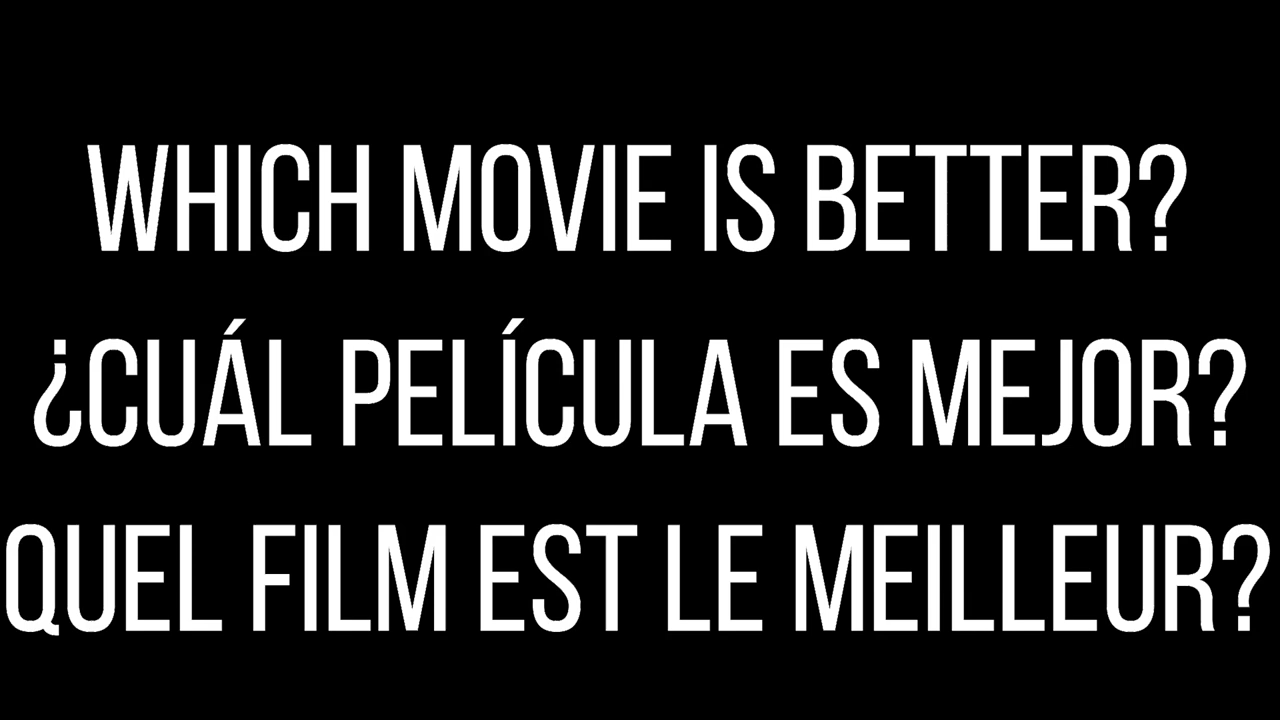 WHICH MOVIE IS BETTER?
¿CUÁL PELÍCULA ES MEJOR?
QUEL FILM EST LE MEILLEUR?